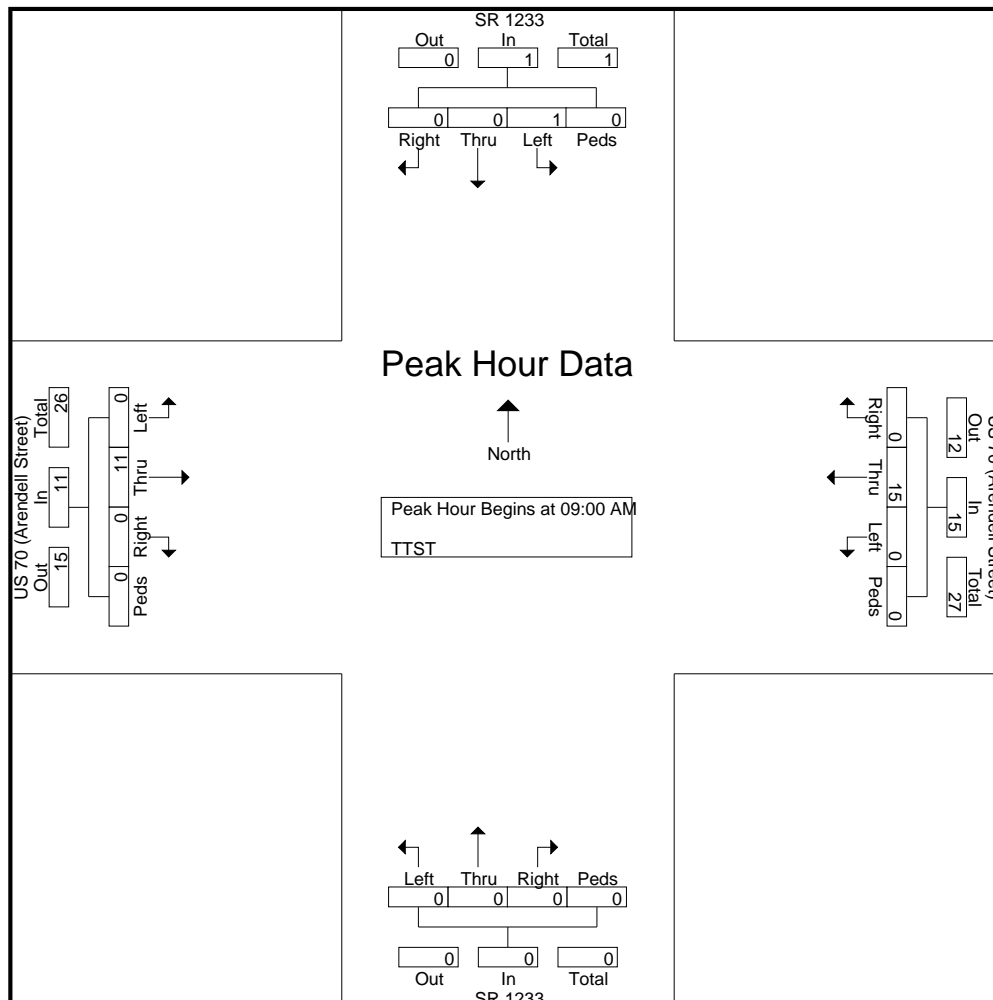 SR 1233
Out In Total
0 1 1
0 0 1 0
Right Thru Left Peds
Peak Hour Data
North
Peak Hour Begins at 09:00 AM
TTST
US 70 (Arendell Street)
Out In Total
15 11 26
0 11 0 0
Left Thru Right Peds
Right Thru Left Peds
0 15 0 0
12 15 27
Out In Total
US 70 (Arendell Street)
Left Thru Right Peds
0 0 0 0
0 0 0
Out In Total
SR 1233